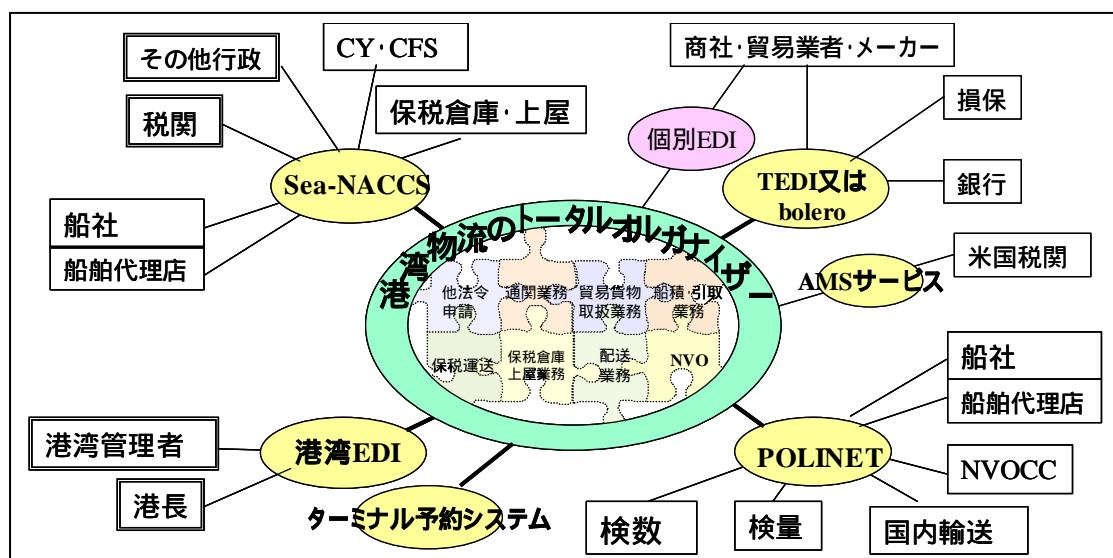 その他行政
CY･CFS
商社･貿易業者･メーカー
税関
保税倉庫･上屋
個別EDI
損保
Sea-NACCS
TEDI又は
bolero
銀行
船社
船舶代理店
港湾物流のトータルオルガナイザー
米国税関
AMSサービス
他法令
申請
通関業務
貿易貨物
取扱業務
船積･引取
業務
保税運送
保税倉庫
上屋業務
配送
業務
NVO
船社
船舶代理店
港湾管理者
港湾EDI
POLINET
NVOCC
港長
ターミナル予約システム
検数
検量
国内輸送